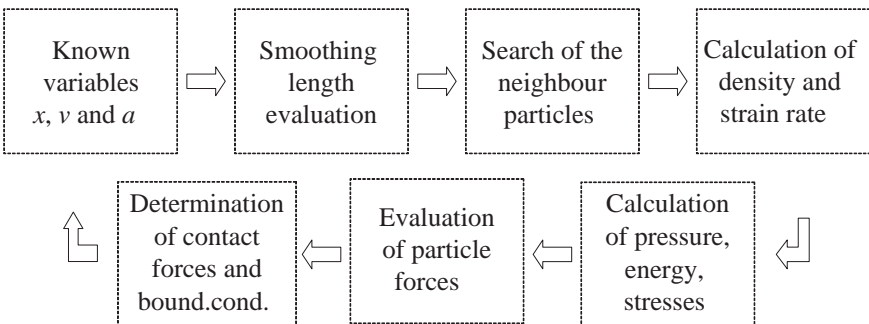 Known
variables
x, v and a
Smoothing
length
evaluation
Search of the
neighbour
particles
Calculation of
density and
strain rate
Calculation
of pressure,
energy,
stresses
Evaluation
of particle
forces
Determination
of contact
forces and
bound.cond.